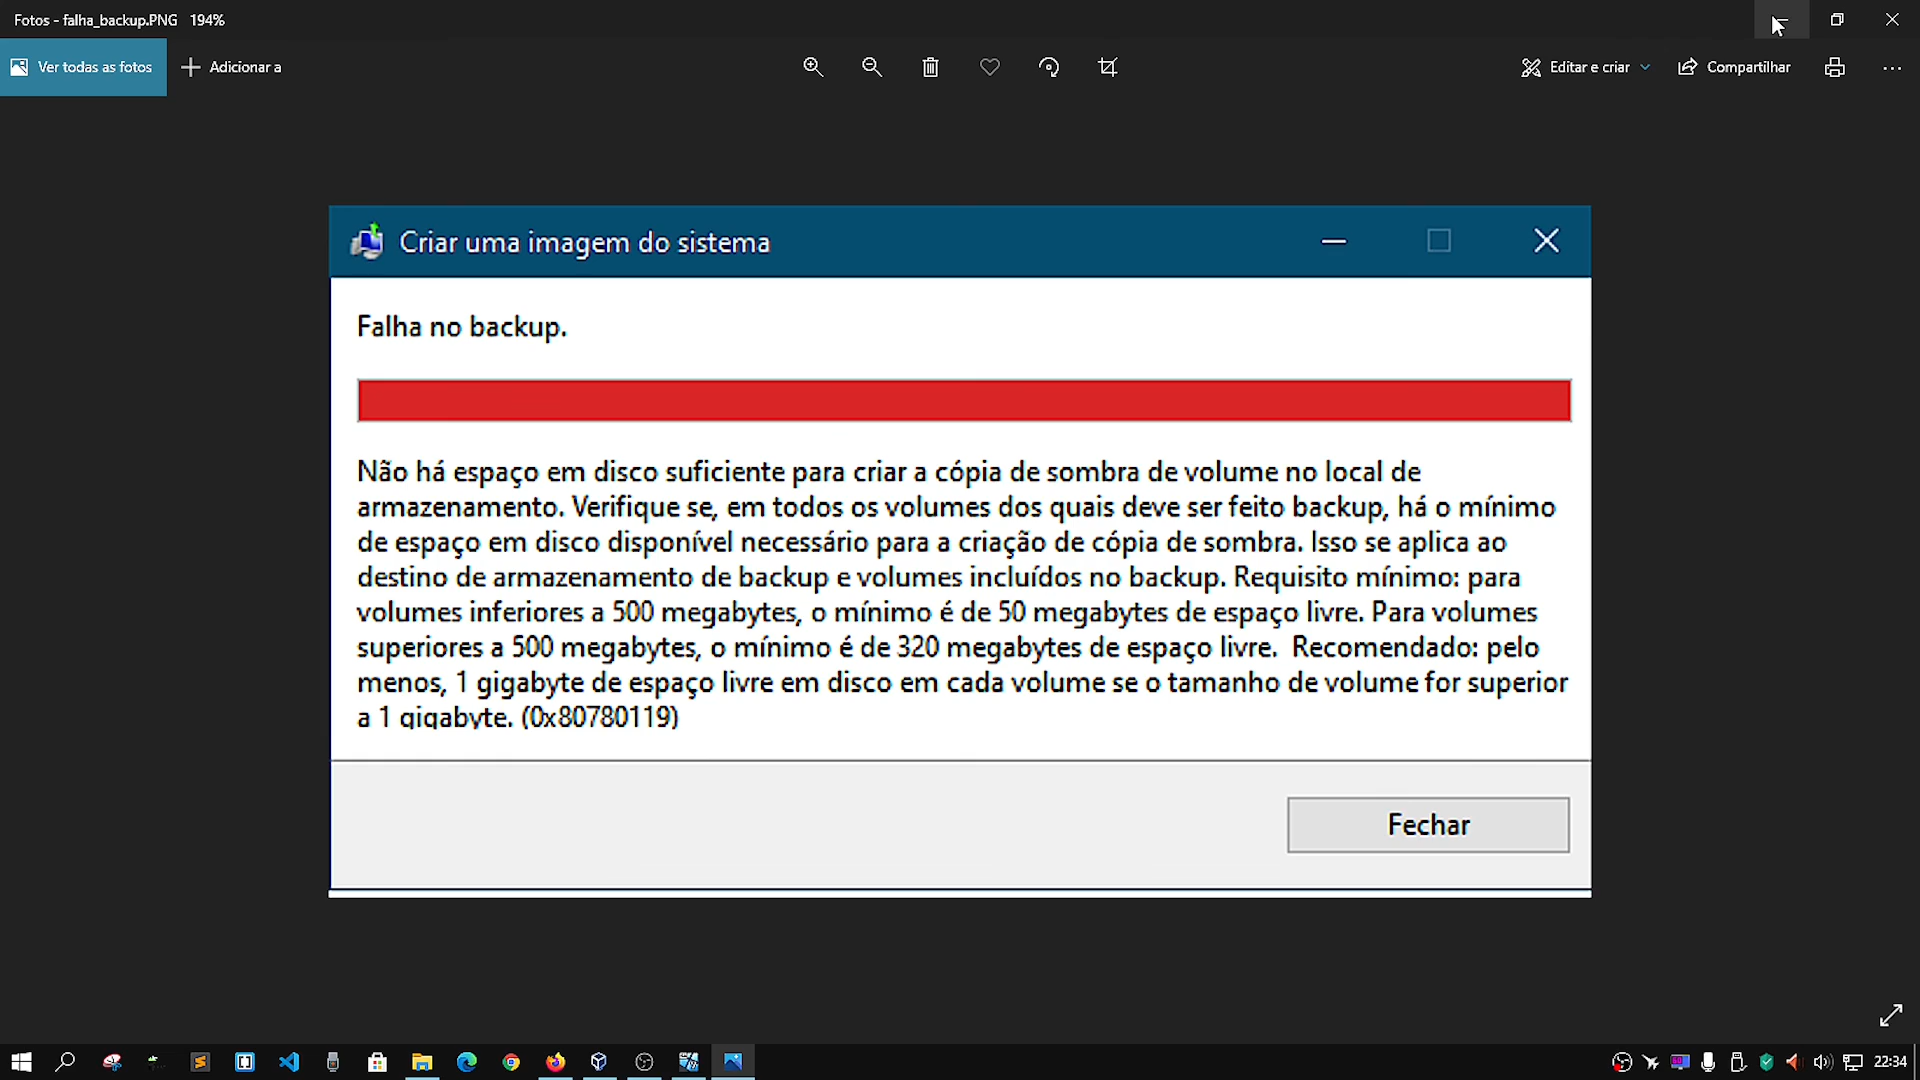 Fotos - falha_backup.PNG 194%
Ver todas as fotos
Adicionar a
Editar e criar
Compartilhar
Criar uma imagem do sistema
Falha no backup.
Não há espaço em disco suficiente para criar a cópia de sombra de volume no local de
armazenamento. Verifique se, em todos os volumes dos quais deve ser feito backup, há o mínimo
de espaço em disco disponível necessário para a criação de cópia de sombra. Isso se aplica ao
destino de armazenamento de backup e volumes incluídos no backup. Requisito mínimo: para
volumes inferiores a 500 megabytes, o mínimo é de 50 megabytes de espaço livre. Para volumes
superiores a 500 megabytes, o mínimo é de 320 megabytes de espaço livre. Recomendado: pelo
menos, 1 gigabyte de espaço livre em disco em cada volume se o tamanho de volume for superior
a 1 gigabyte. (0x80780119)
Fechar
22:34